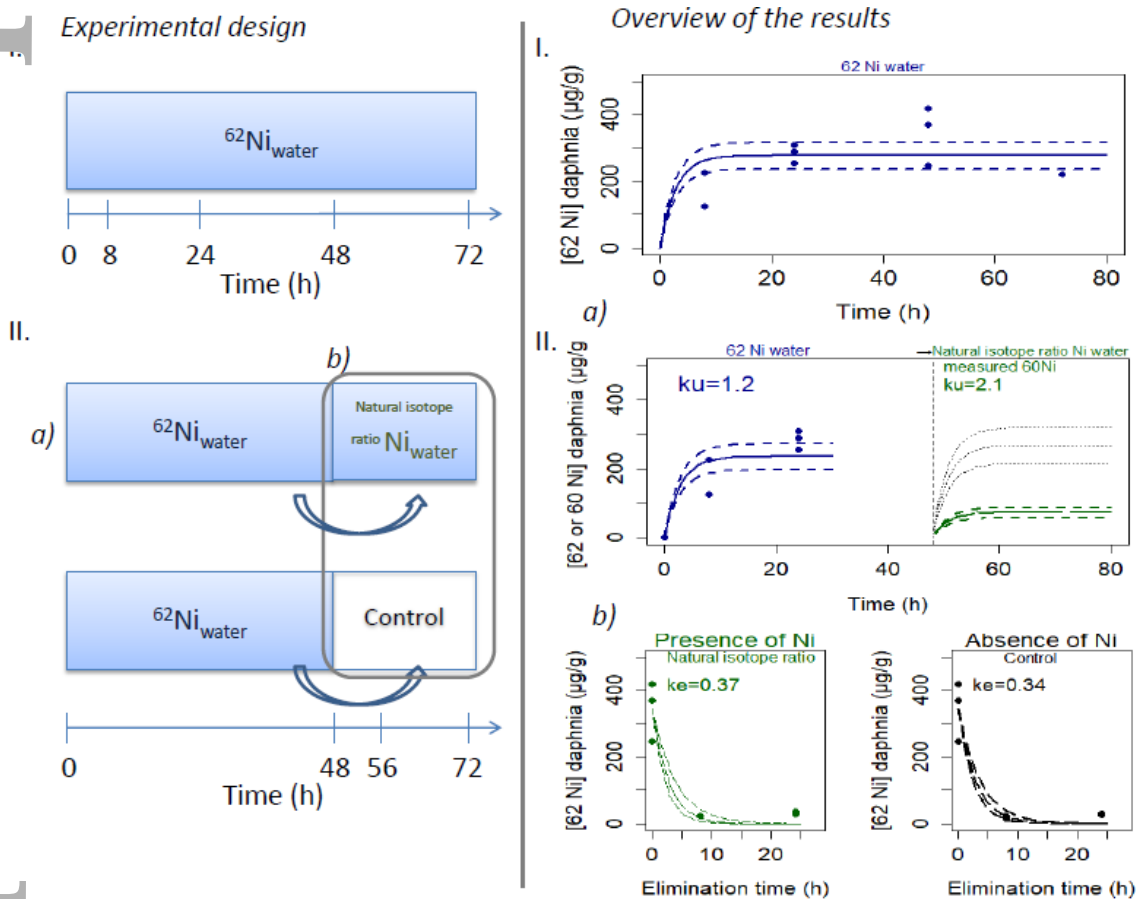 Experimental design
⁶²Ni_water
0 8 24 48 72
Time (h)
II.
b)
a)
⁶²Ni_water
Natural isotope
ratio Ni_water
⁶²Ni_water
Control
0 48 56 72
Time (h)
Overview of the results
I.
62 Ni water
[62 Ni] daphnia (µg/g)
0 200 400
0 20 40 60 80
Time (h)
a)
II.
62 Ni water
→Natural isotope ratio Ni water
measured 60Ni
ku=1.2
ku=2.1
[62 or 60 Ni] daphnia (µg/g
0 200 400
0 20 40 60 80
Time (h)
b)
Presence of Ni
Natural isotope ratio
ke=0.37
[62 Ni] daphnia (µg/g)
0 200 400
0 10 20
Elimination time (h)
Absence of Ni
Control
ke=0.34
[62 Ni] daphnia (µg/g)
0 200 400
0 10 20
Elimination time (h)